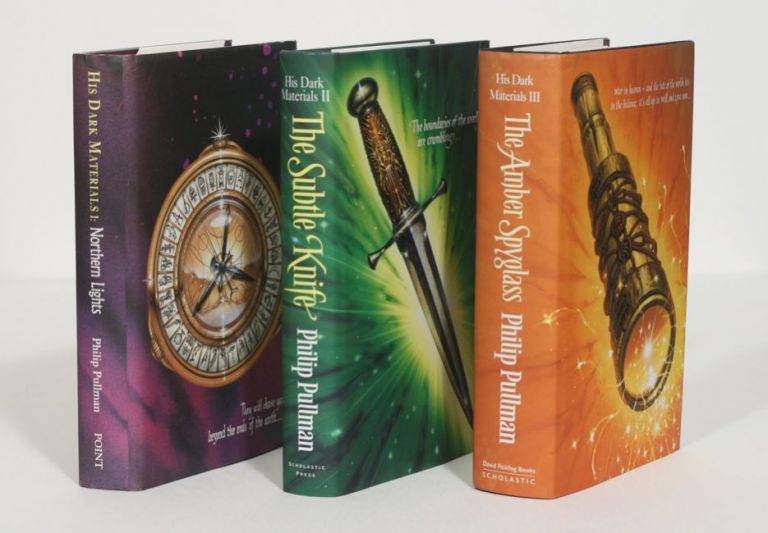 His Dark Materials I: Northern Lights
Philip Pullman
POINT
They will chase you
beyond the ends of the earth....
His Dark
Materials II
The Subtle Knife
Philip Pullman
SCHOLASTIC
PRESS
The boundaries of the world
are crumbling....
His Dark
Materials III
The Amber Spyglass
Philip Pullman
David Fickling Books
SCHOLASTIC
War in heaven – and the fate of the worlds lies
in the balance. It's all up to Will and Lyra now...